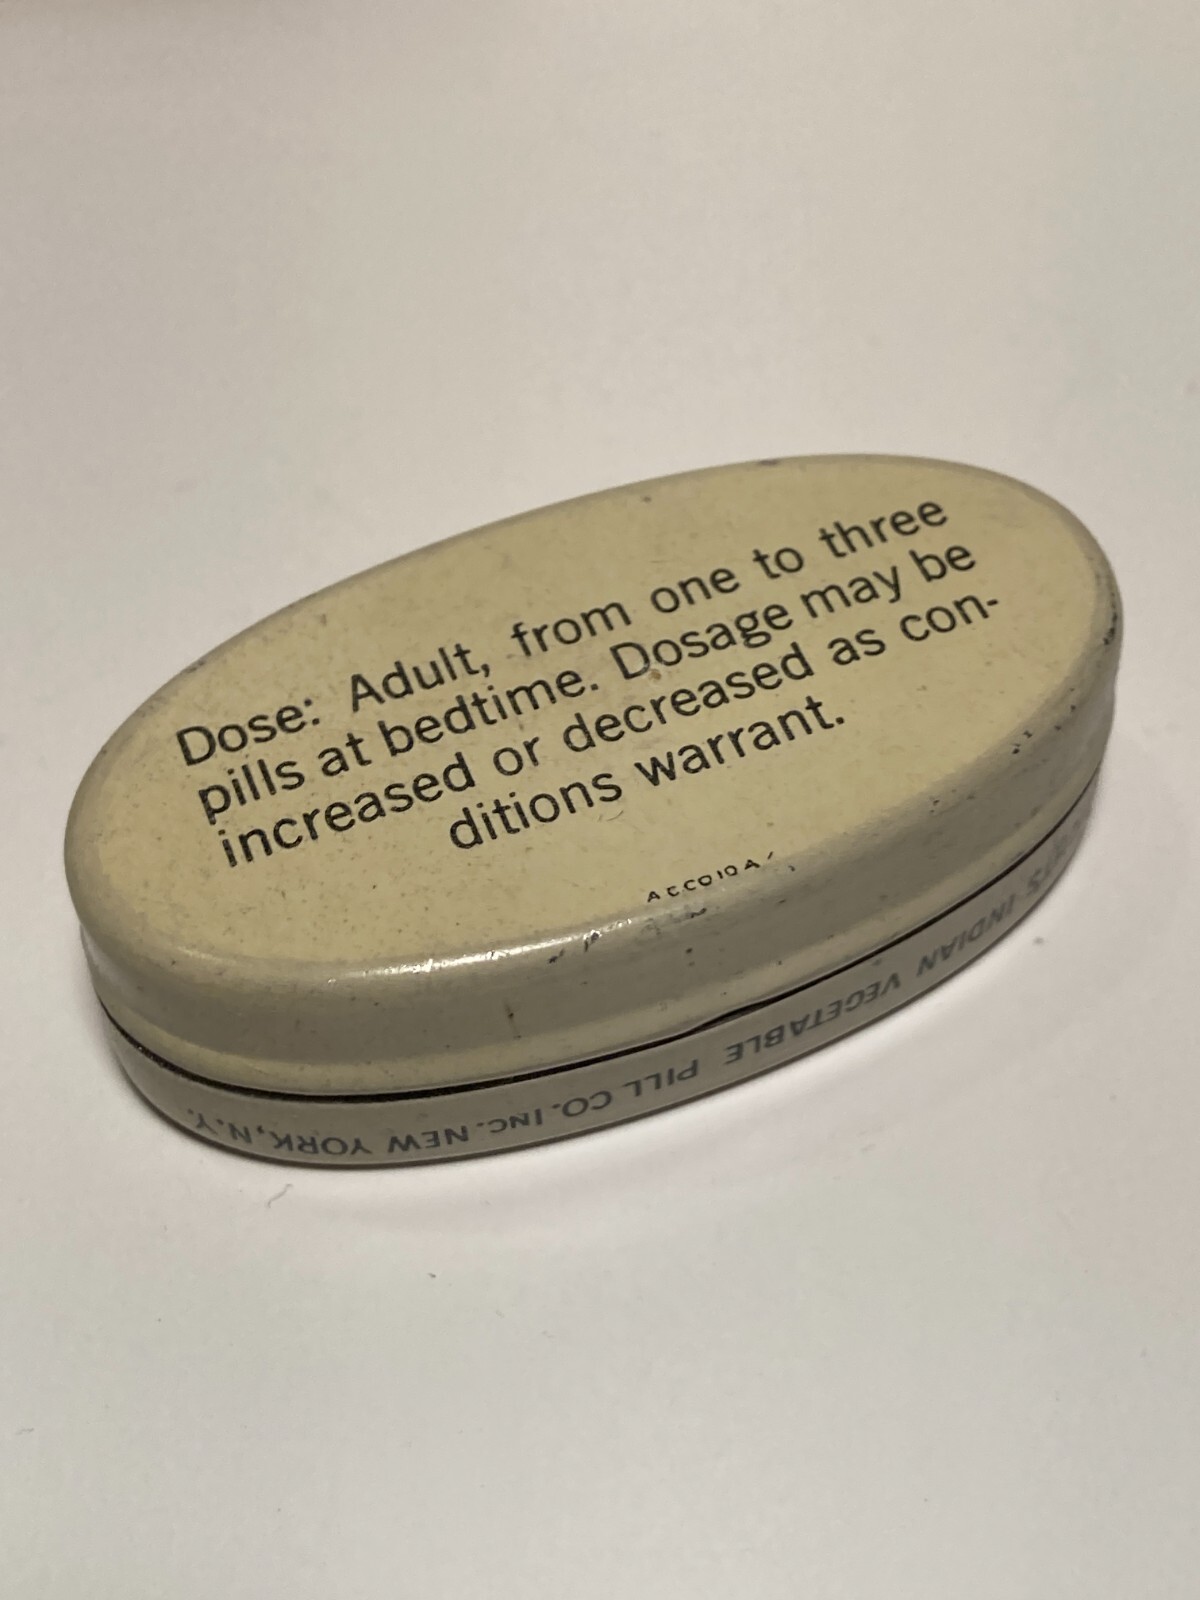 Dose: Adult, from one to three
pills at bedtime. Dosage may be
increased or decreased as con-
ditions warrant.
INDIAN VEGETABLE PILL CO. INC. NEW YORK, N.Y.